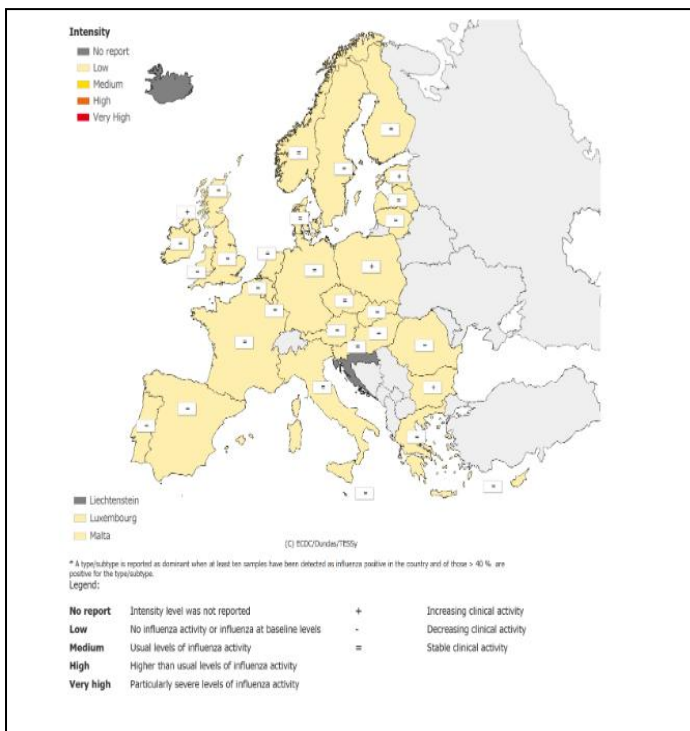 Intensity
No report
Low
Medium
High
Very High
=
=
=
=
+
=
=
=
+
=
=
=
=
=
=
=
+
=
=
=
=
=
=
=
=
+
=
=
=
=
=
=
Liechtenstein
Luxembourg
Malta
(C) ECDC/Dundas/TESSy
* A type/subtype is reported as dominant when at least ten samples have been detected as influenza positive in the country and of those > 40 % are
positive for the type/subtype.
Legend:
No report Intensity level was not reported + Increasing clinical activity
Low No influenza activity or influenza at baseline levels - Decreasing clinical activity
Medium Usual levels of influenza activity = Stable clinical activity
High Higher than usual levels of influenza activity
Very high Particularly severe levels of influenza activity